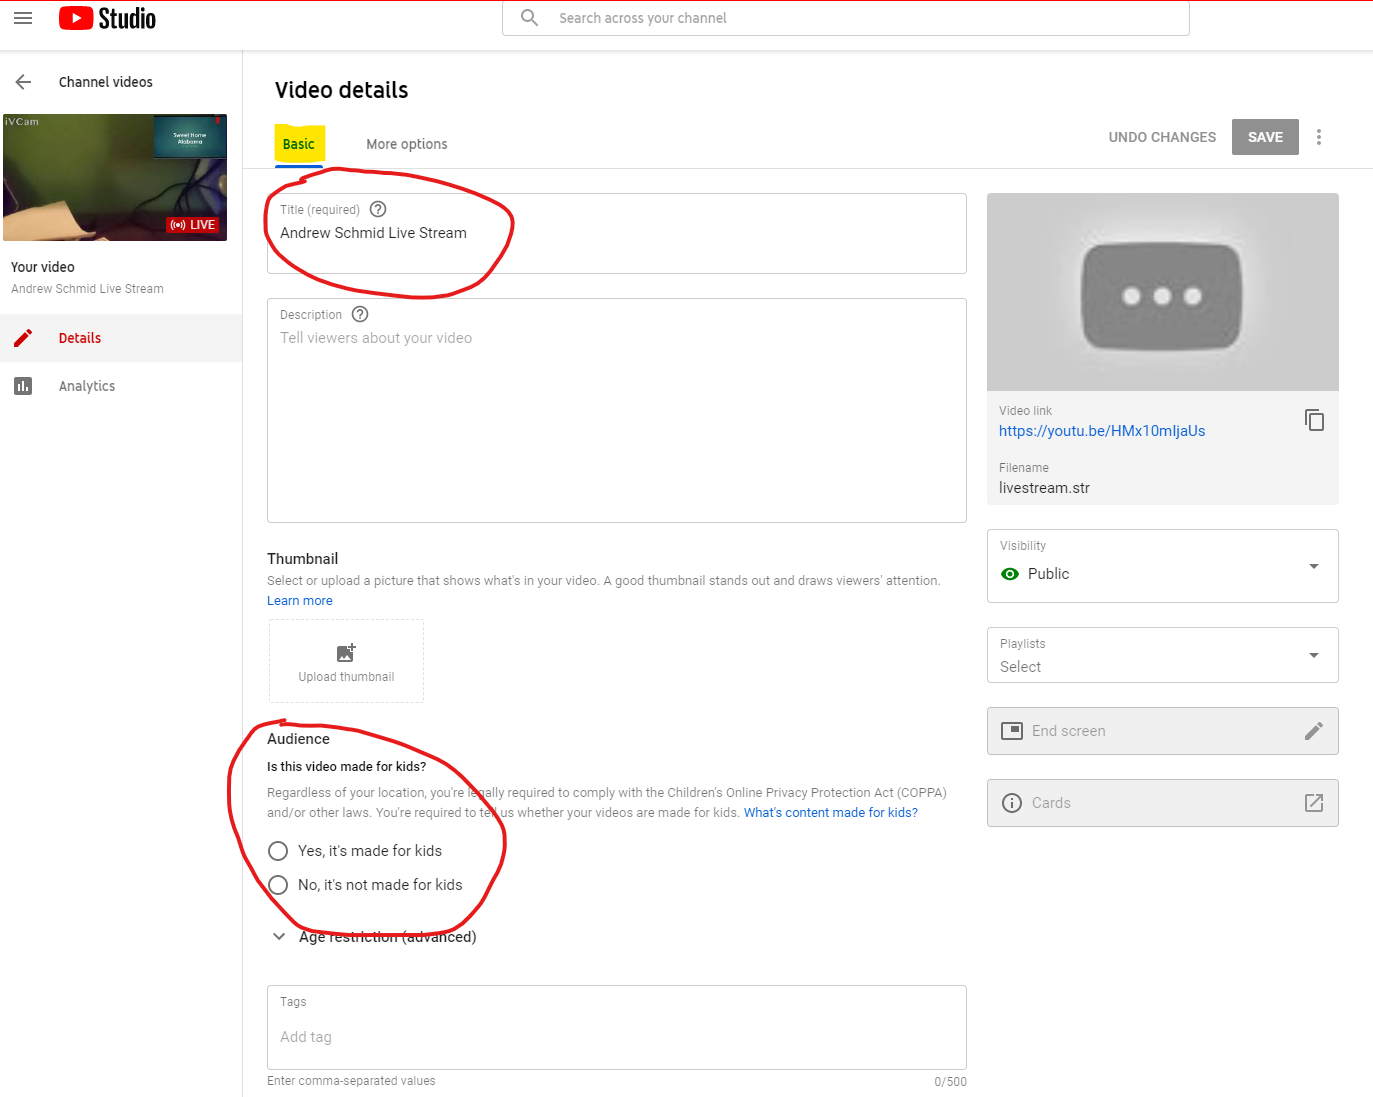 Studio
Search across your channel
Channel videos
iVCam
Sweet Home
Alabama
LIVE
Your video
Andrew Schmid Live Stream
Details
Analytics
Video details
Basic
More options
UNDO CHANGES
SAVE
Title (required)
Andrew Schmid Live Stream
Description
Tell viewers about your video
Thumbnail
Select or upload a picture that shows what's in your video. A good thumbnail stands out and draws viewers' attention.
Learn more
Upload thumbnail
Audience
Is this video made for kids?
Regardless of your location, you're legally required to comply with the Children's Online Privacy Protection Act (COPPA)
and/or other laws. You're required to tell us whether your videos are made for kids. What's content made for kids?
Yes, it's made for kids
No, it's not made for kids
Age restriction (advanced)
Tags
Add tag
Enter comma-separated values
0/500
Video link
https://youtu.be/HMx10mIjaUs
Filename
livestream.str
Visibility
Public
Playlists
Select
End screen
Cards